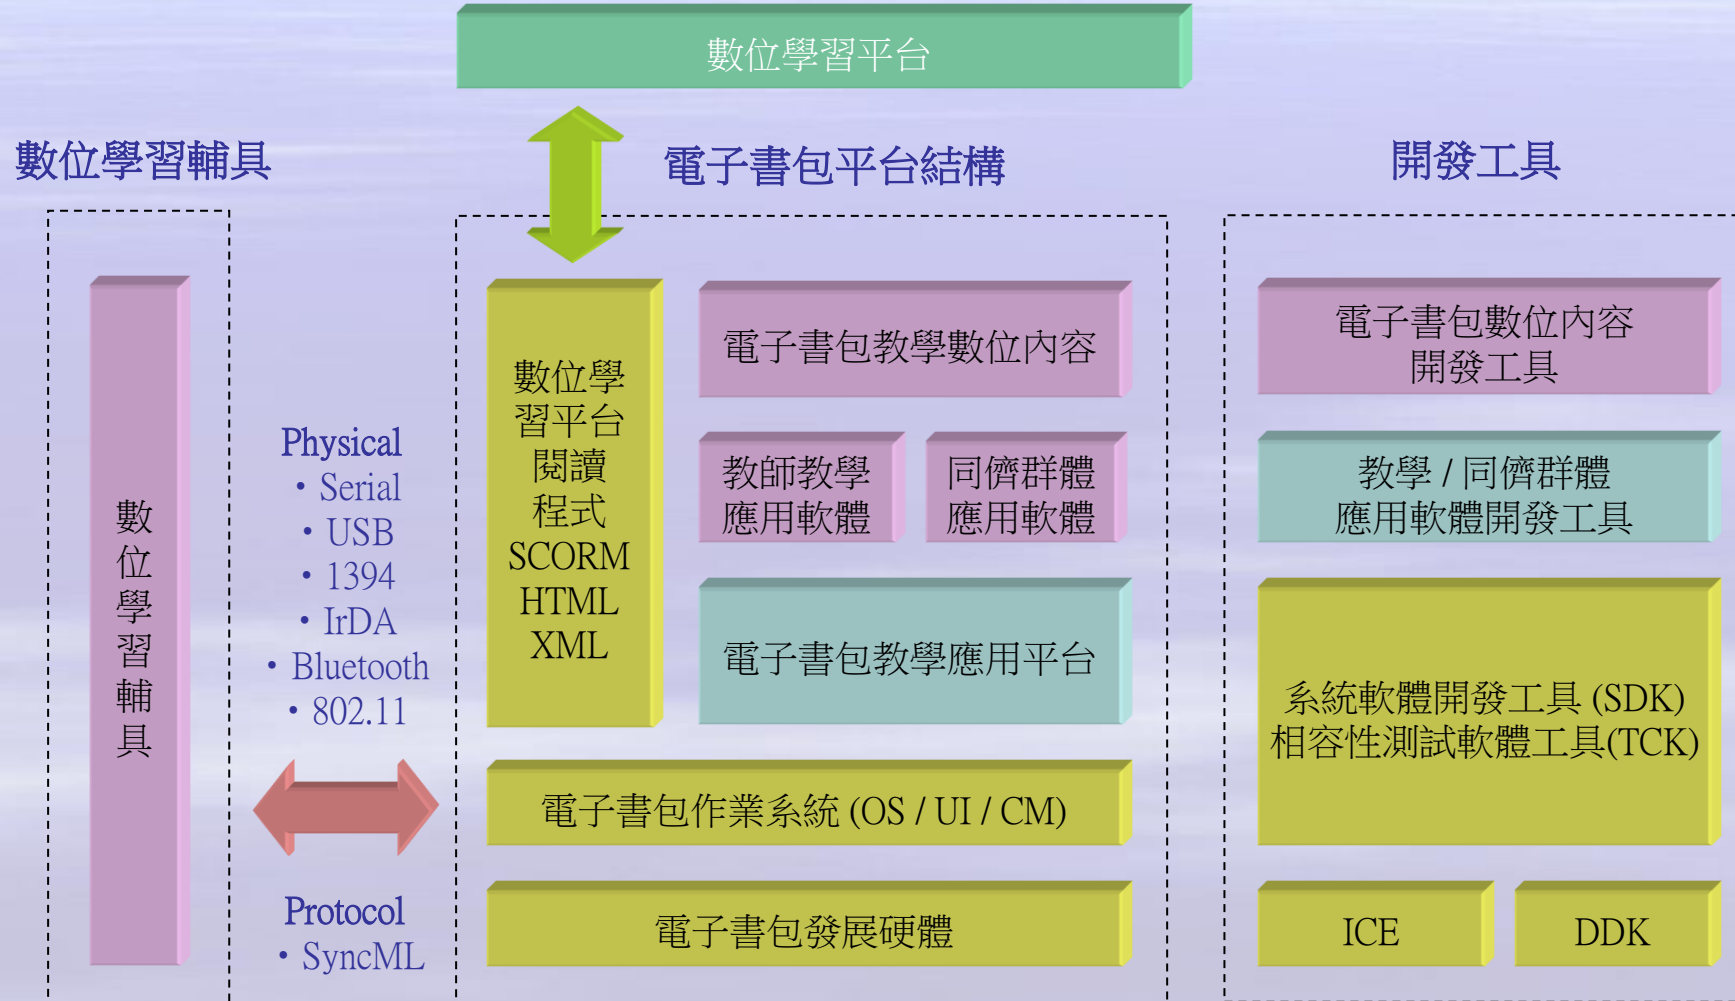 數位學習平台
數位學習輔具
電子書包平台結構
開發工具
數
位
學
習
輔
具
Physical
・Serial
・USB
・1394
・IrDA
・Bluetooth
・802.11
Protocol
・SyncML
數位學
習平台
閱讀
程式
SCORM
HTML
XML
電子書包教學數位內容
教師教學
應用軟體
同儕群體
應用軟體
電子書包教學應用平台
電子書包作業系統 (OS / UI / CM)
電子書包發展硬體
電子書包數位內容
開發工具
教學 / 同儕群體
應用軟體開發工具
系統軟體開發工具 (SDK)
相容性測試軟體工具(TCK)
ICE
DDK